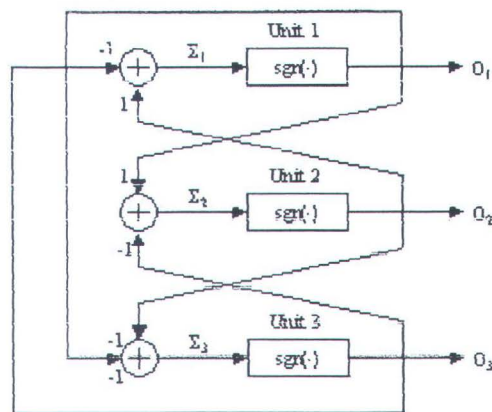 Unit 1
-1
Σ₁
sgn(·)
O₁
1
1
Unit 2
Σ₂
sgn(·)
O₂
-1
Unit 3
-1
Σ₃
sgn(·)
O₃
-1